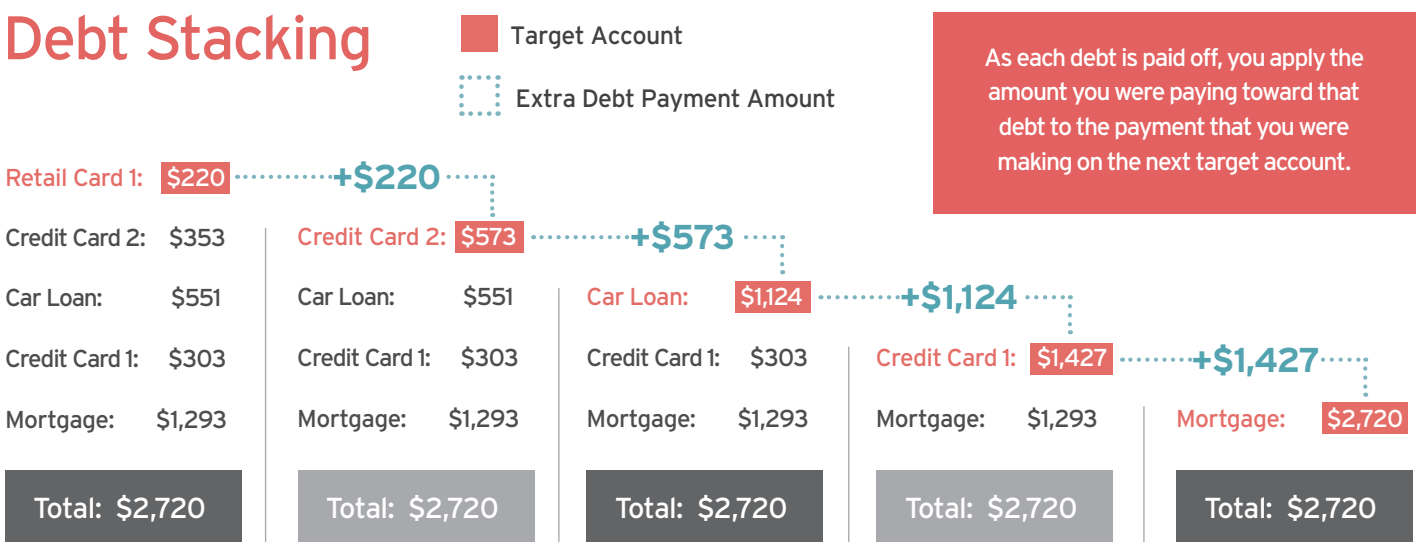 Debt Stacking
Target Account
Extra Debt Payment Amount
As each debt is paid off, you apply the
amount you were paying toward that
debt to the payment that you were
making on the next target account.
Retail Card 1: $220 +$220
Credit Card 2: $353
Car Loan: $551
Credit Card 1: $303
Mortgage: $1,293
Total: $2,720
Credit Card 2: $573 +$573
Car Loan: $551
Credit Card 1: $303
Mortgage: $1,293
Total: $2,720
Car Loan: $1,124 +$1,124
Credit Card 1: $303
Mortgage: $1,293
Total: $2,720
Credit Card 1: $1,427 +$1,427
Mortgage: $1,293
Total: $2,720
Mortgage: $2,720
Total: $2,720